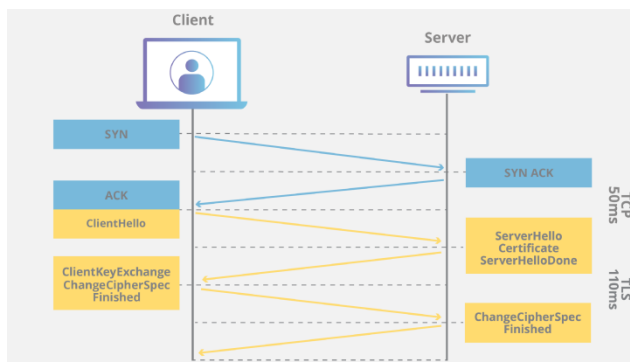 Client
Server
SYN
SYN ACK
ACK
ClientHello
ServerHello
Certificate
ServerHelloDone
ClientKeyExchange
ChangeCipherSpec
Finished
ChangeCipherSpec
Finished
TCP
50ms
TLS
110ms